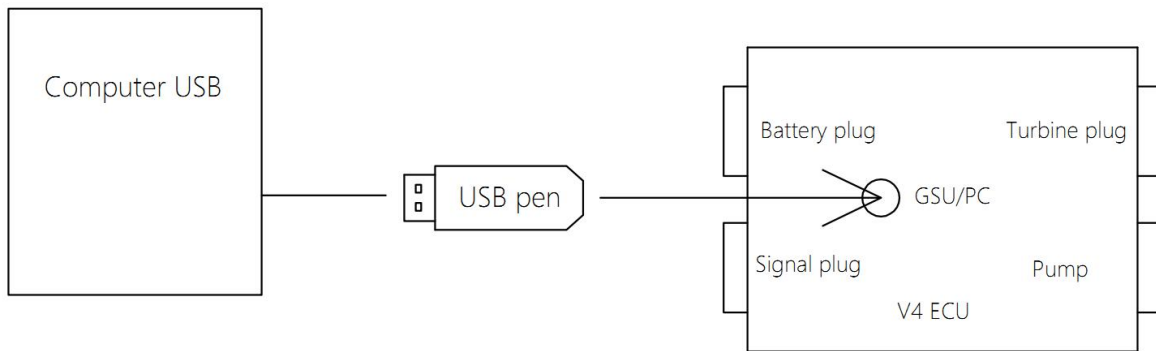 Computer USB
USB pen
Battery plug
Turbine plug
GSU/PC
Signal plug
Pump
V4 ECU